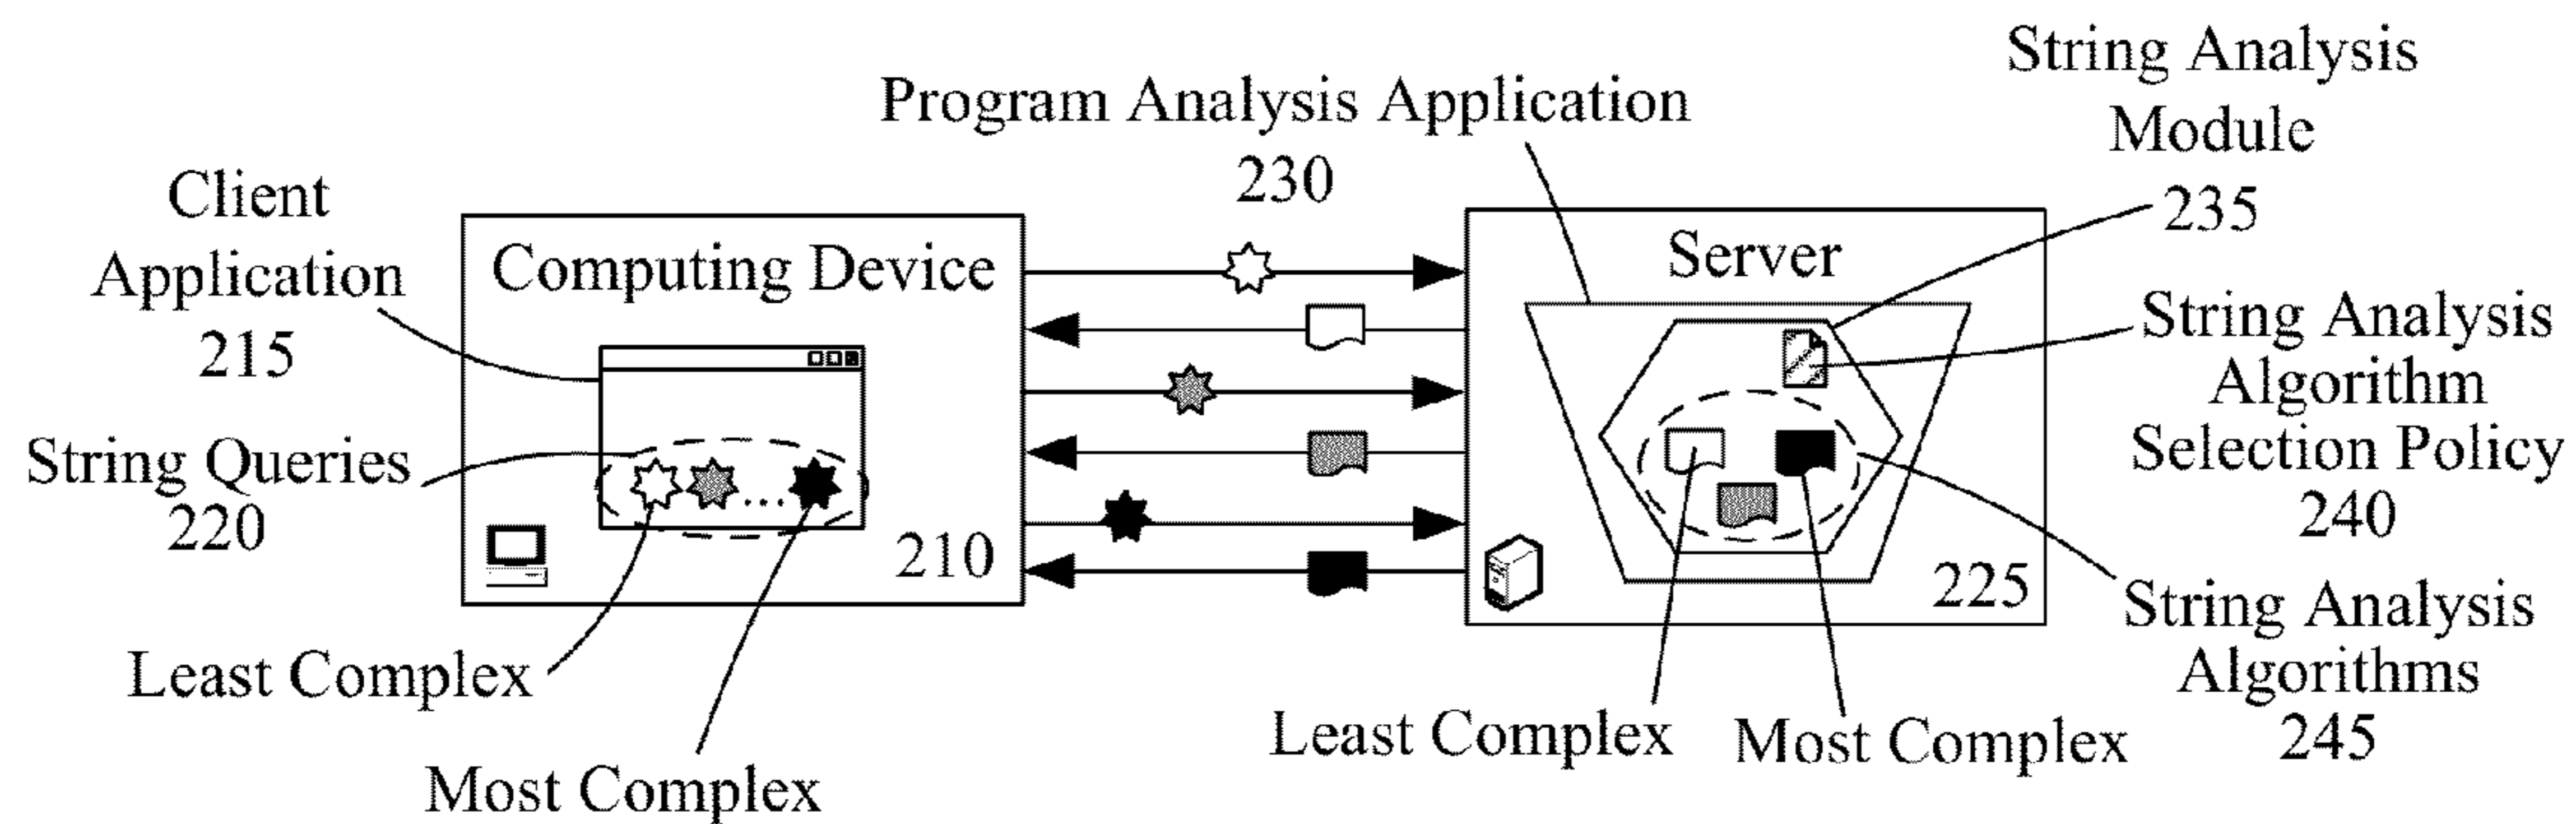 String Analysis
Module
235
Program Analysis Application
230
Client
Application
215
Computing Device
Server
String Analysis
Algorithm
Selection Policy
240
String Queries
220
...
210
225
String Analysis
Algorithms
245
Least Complex
Most Complex
Least Complex
Most Complex